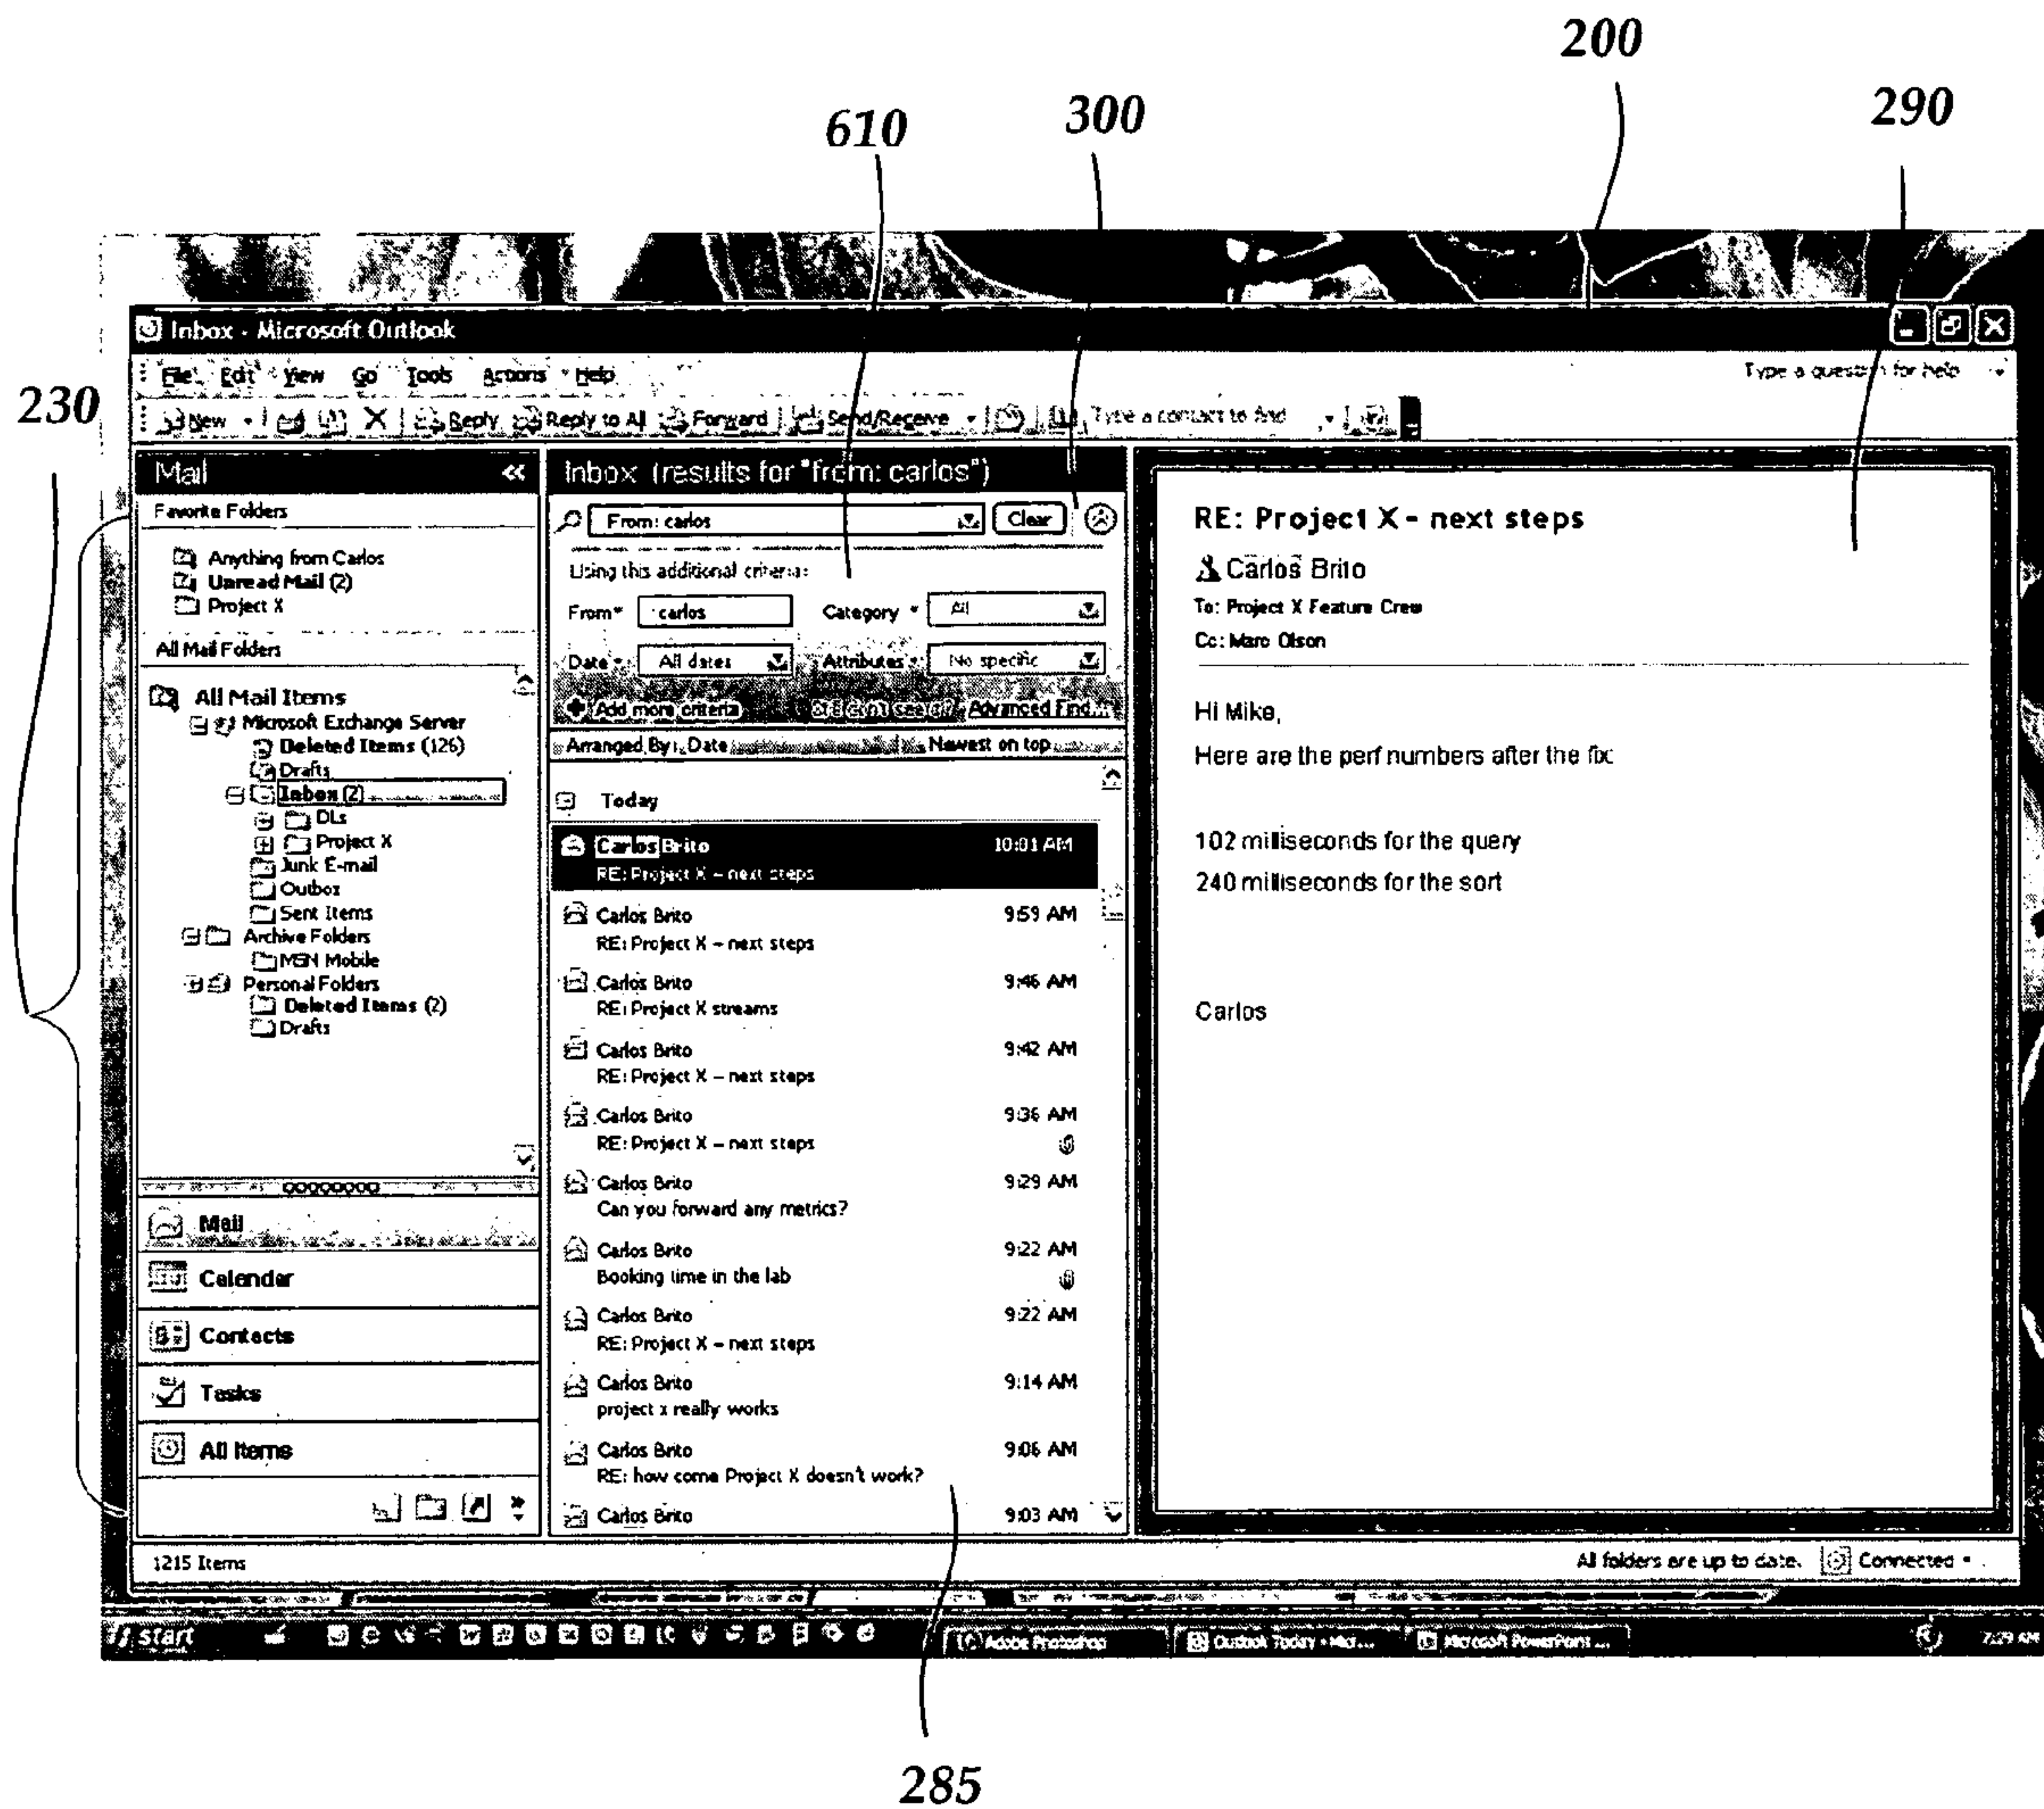 200
290
300
610
230
Inbox - Microsoft Outlook
File Edit View Go Tools Actions Help
Type a question for help
New Reply Reply to All Forward Send/Receive Type a contact to find
Mail «
Favorite Folders
Anything from Carlos
Unread Mail (2)
Project X
All Mail Folders
All Mail Items
Microsoft Exchange Server
Deleted Items (126)
Drafts
Inbox (2)
DLs
Project X
Junk E-mail
Outbox
Sent Items
Archive Folders
MSN Mobile
Personal Folders
Deleted Items (2)
Drafts
Mail
Calendar
Contacts
Tasks
All Items
Inbox (results for "from: carlos")
From: carlos Clear
Using this additional criteria:
From carlos Category All
Date All dates Attributes No specific
Add more criteria Advanced Find...
Arranged By: Date Newest on top
Today
Carlos Brito 10:01 AM
RE: Project X – next steps
Carlos Brito 9:59 AM
RE: Project X – next steps
Carlos Brito 9:46 AM
RE: Project X streams
Carlos Brito 9:42 AM
RE: Project X – next steps
Carlos Brito 9:36 AM
RE: Project X – next steps
Carlos Brito 9:29 AM
Can you forward any metrics?
Carlos Brito 9:22 AM
Booking time in the lab
Carlos Brito 9:22 AM
RE: Project X – next steps
Carlos Brito 9:14 AM
project x really works
Carlos Brito 9:06 AM
RE: how come Project X doesn't work?
Carlos Brito 9:03 AM
RE: Project X - next steps
Carlos Brito
To: Project X Feature Crew
Cc: Marc Olson
Hi Mike,
Here are the perf numbers after the fix:
102 milliseconds for the query
240 milliseconds for the sort
Carlos
1215 Items
All folders are up to date. Connected
start Adobe Photoshop Outlook Today - Micr... Microsoft PowerPoint ... 7:29 AM
285